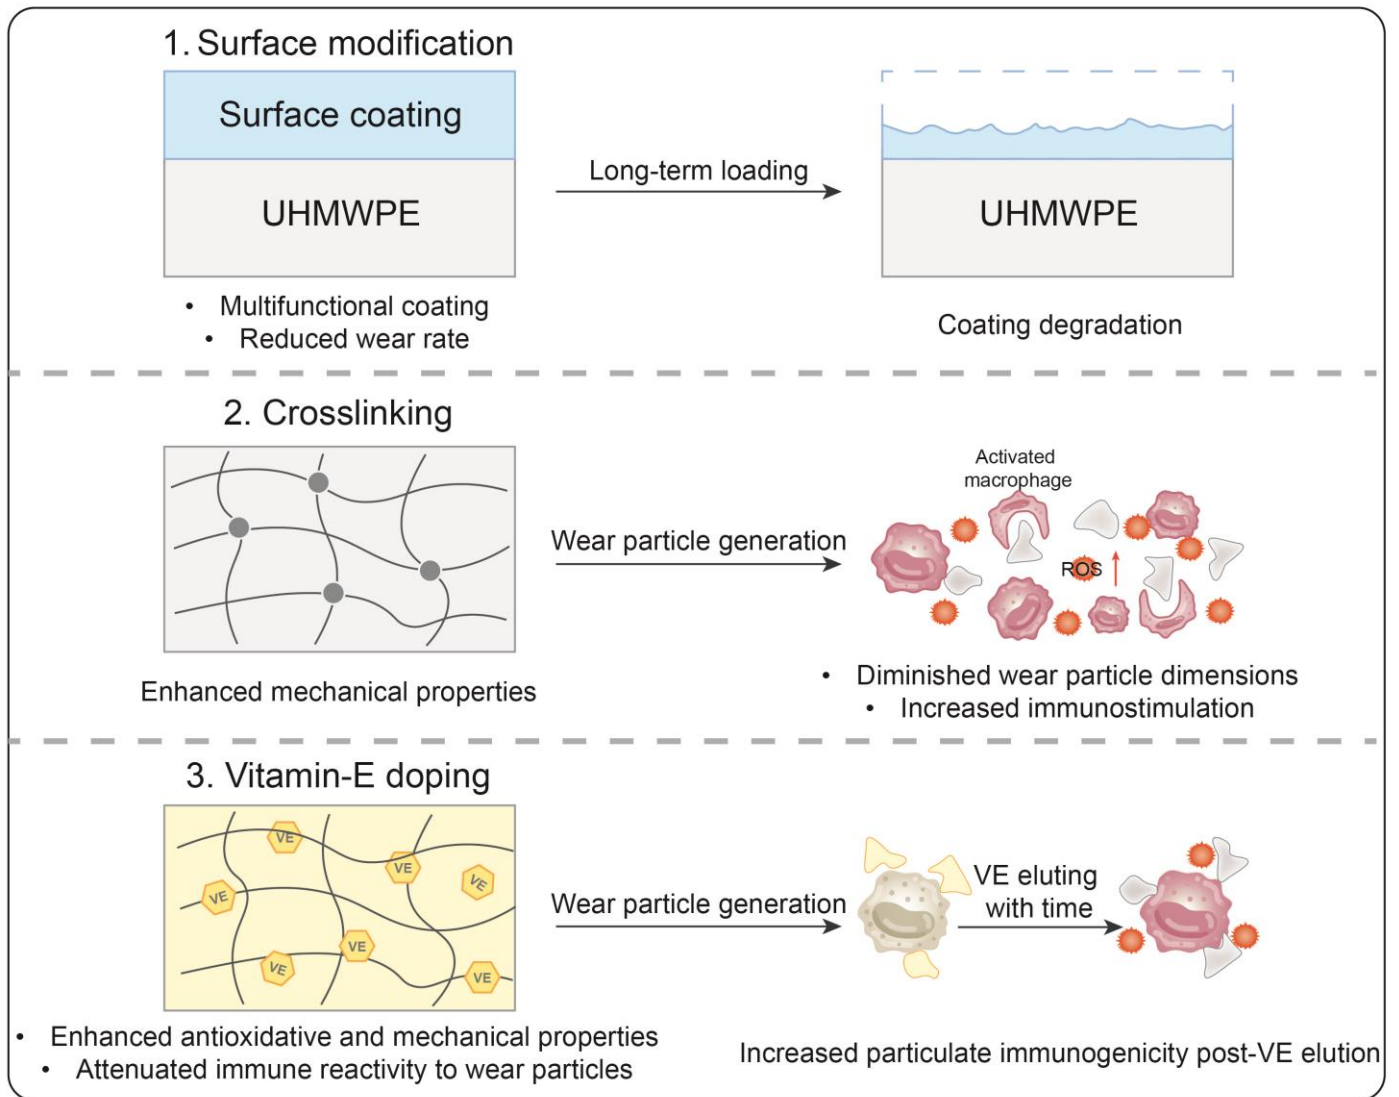 1. Surface modification
Surface coating
UHMWPE
• Multifunctional coating
• Reduced wear rate
Long-term loading
UHMWPE
Coating degradation
2. Crosslinking
Enhanced mechanical properties
Wear particle generation
Activated
macrophage
ROS
• Diminished wear particle dimensions
• Increased immunostimulation
3. Vitamin-E doping
VE
VE
VE
VE
VE
VE
VE
• Enhanced antioxidative and mechanical properties
• Attenuated immune reactivity to wear particles
Wear particle generation
VE eluting
with time
Increased particulate immunogenicity post-VE elution